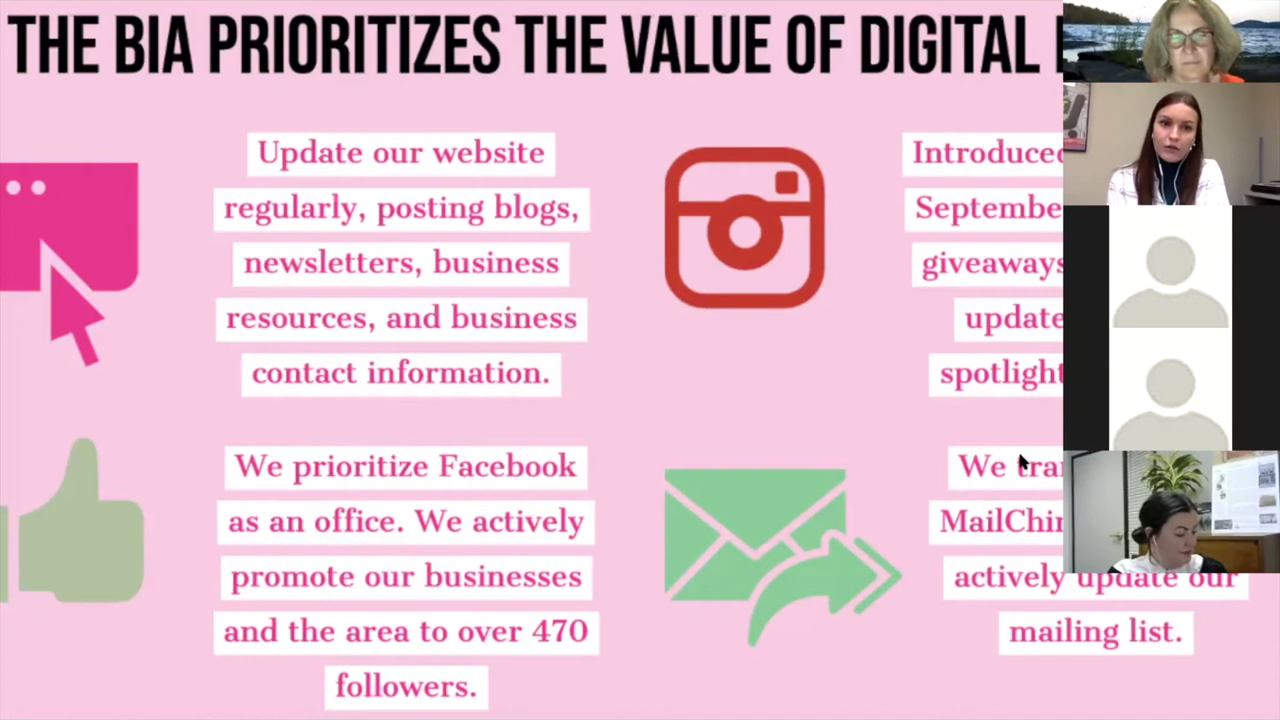 THE BIA PRIORITIZES THE VALUE OF DIGITAL
Update our website
regularly, posting blogs,
newsletters, business
resources, and business
contact information.
Introduced
giveaways
update
spotlight
We prioritize Facebook
as an office. We actively
promote our businesses
and the area to over 470
followers.
We
actively update our
mailing list.